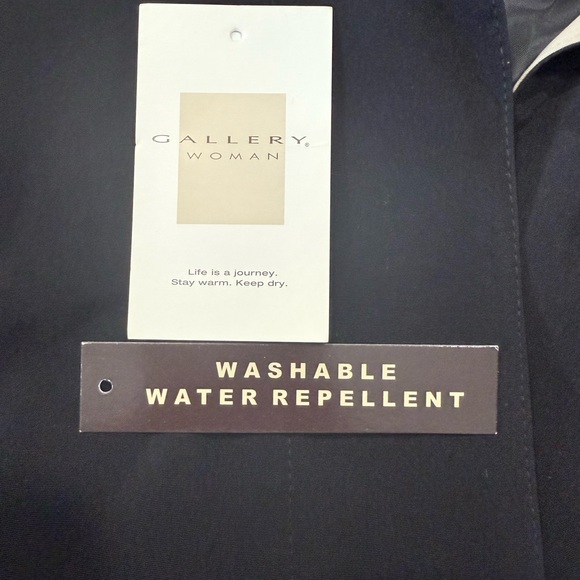 GALLERY®
WOMAN
Life is a journey.
Stay warm. Keep dry.
WASHABLE
WATER REPELLENT